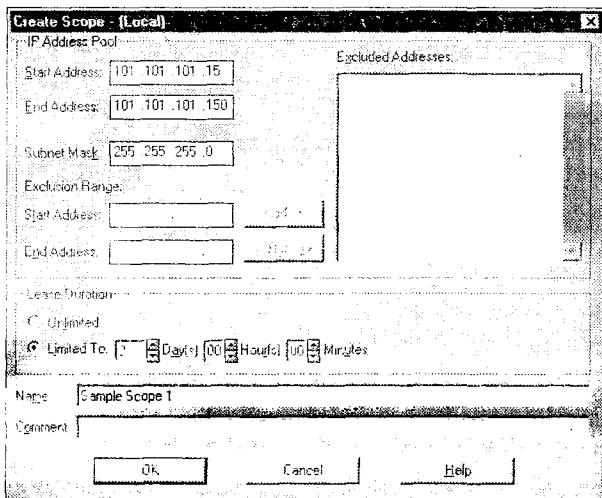 Create Scope - (Local)
IP Address Pool
Start Address: 101 .101 .101 .15
End Address: 101 .101 .101 .150
Subnet Mask: 255 .255 .255 .0
Exclusion Range:
Start Address:
End Address:
Excluded Addresses:
Lease Duration
Unlimited
Limited To: Day(s) 00 Hour(s) 00 Minutes
Name Sample Scope 1
Comment
OK Cancel Help